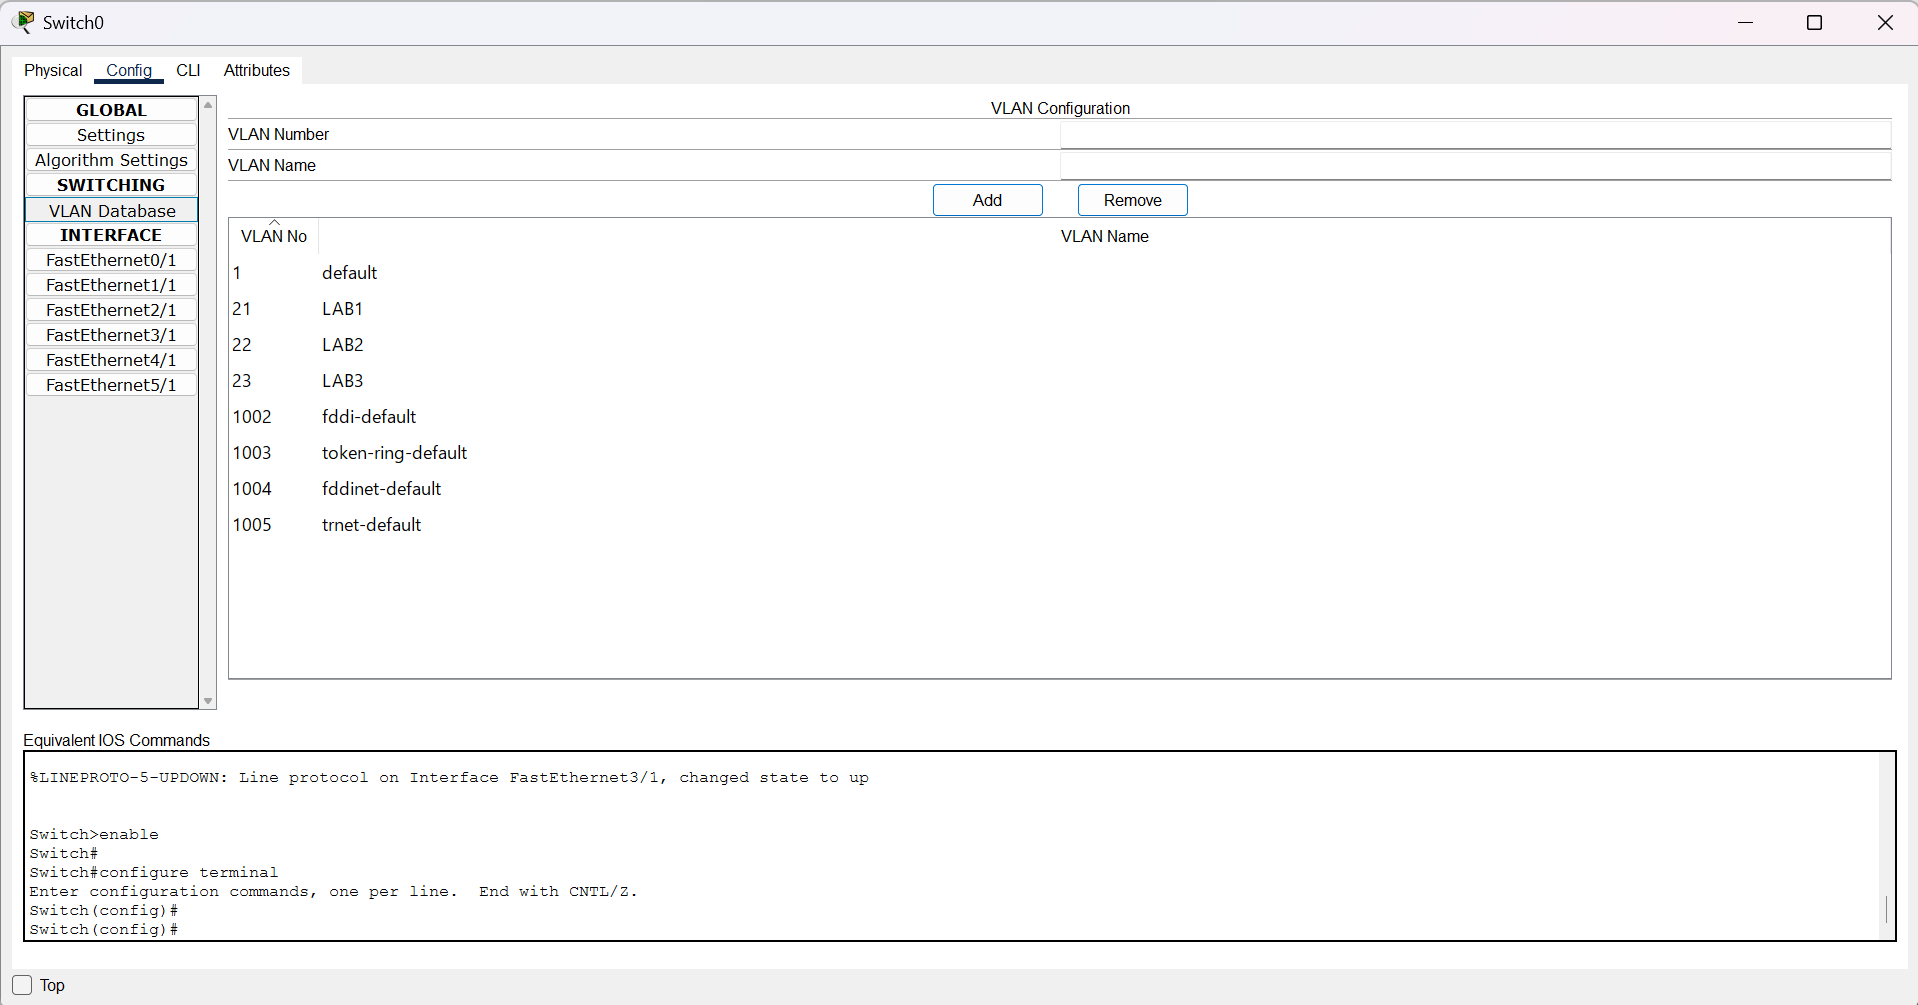 Switch0
Physical Config CLI Attributes
GLOBAL
Settings
Algorithm Settings
SWITCHING
VLAN Database
INTERFACE
FastEthernet0/1
FastEthernet1/1
FastEthernet2/1
FastEthernet3/1
FastEthernet4/1
FastEthernet5/1
VLAN Configuration
VLAN Number
VLAN Name
Add Remove
VLAN No VLAN Name
1 default
21 LAB1
22 LAB2
23 LAB3
1002 fddi-default
1003 token-ring-default
1004 fddinet-default
1005 trnet-default
Equivalent IOS Commands
%LINEPROTO-5-UPDOWN: Line protocol on Interface FastEthernet3/1, changed state to up
Switch>enable
Switch#
Switch#configure terminal
Enter configuration commands, one per line.  End with CNTL/Z.
Switch(config)#
Switch(config)#
Top